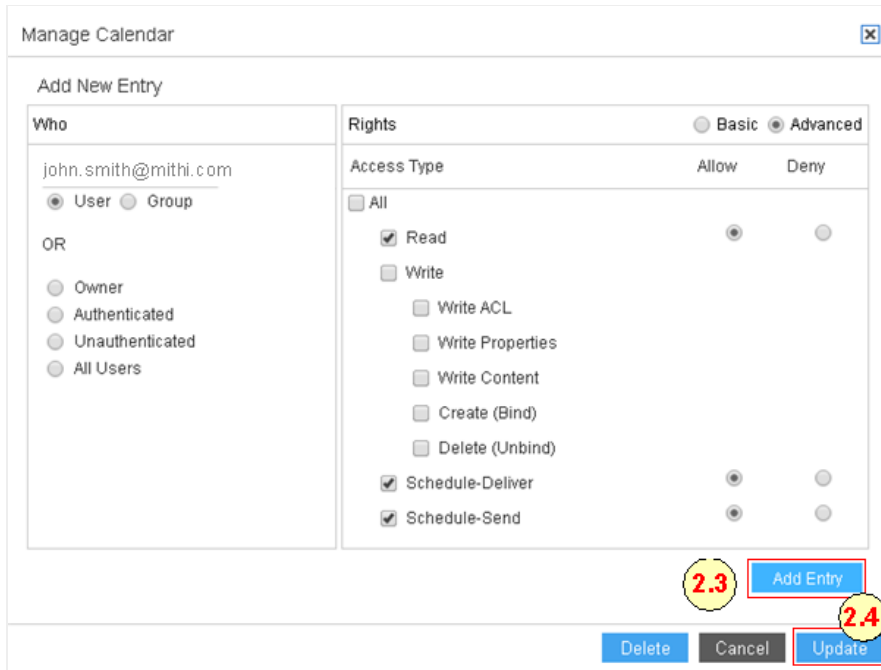 Manage Calendar
Add New Entry
Who
Rights Basic Advanced
john.smith@mithi.com
Access Type Allow Deny
User Group
All
OR
Read
Write
Owner
Write ACL
Authenticated
Unauthenticated
Write Properties
All Users
Write Content
Create (Bind)
Delete (Unbind)
Schedule-Deliver
Schedule-Send
2.3 Add Entry
2.4
Delete Cancel Update